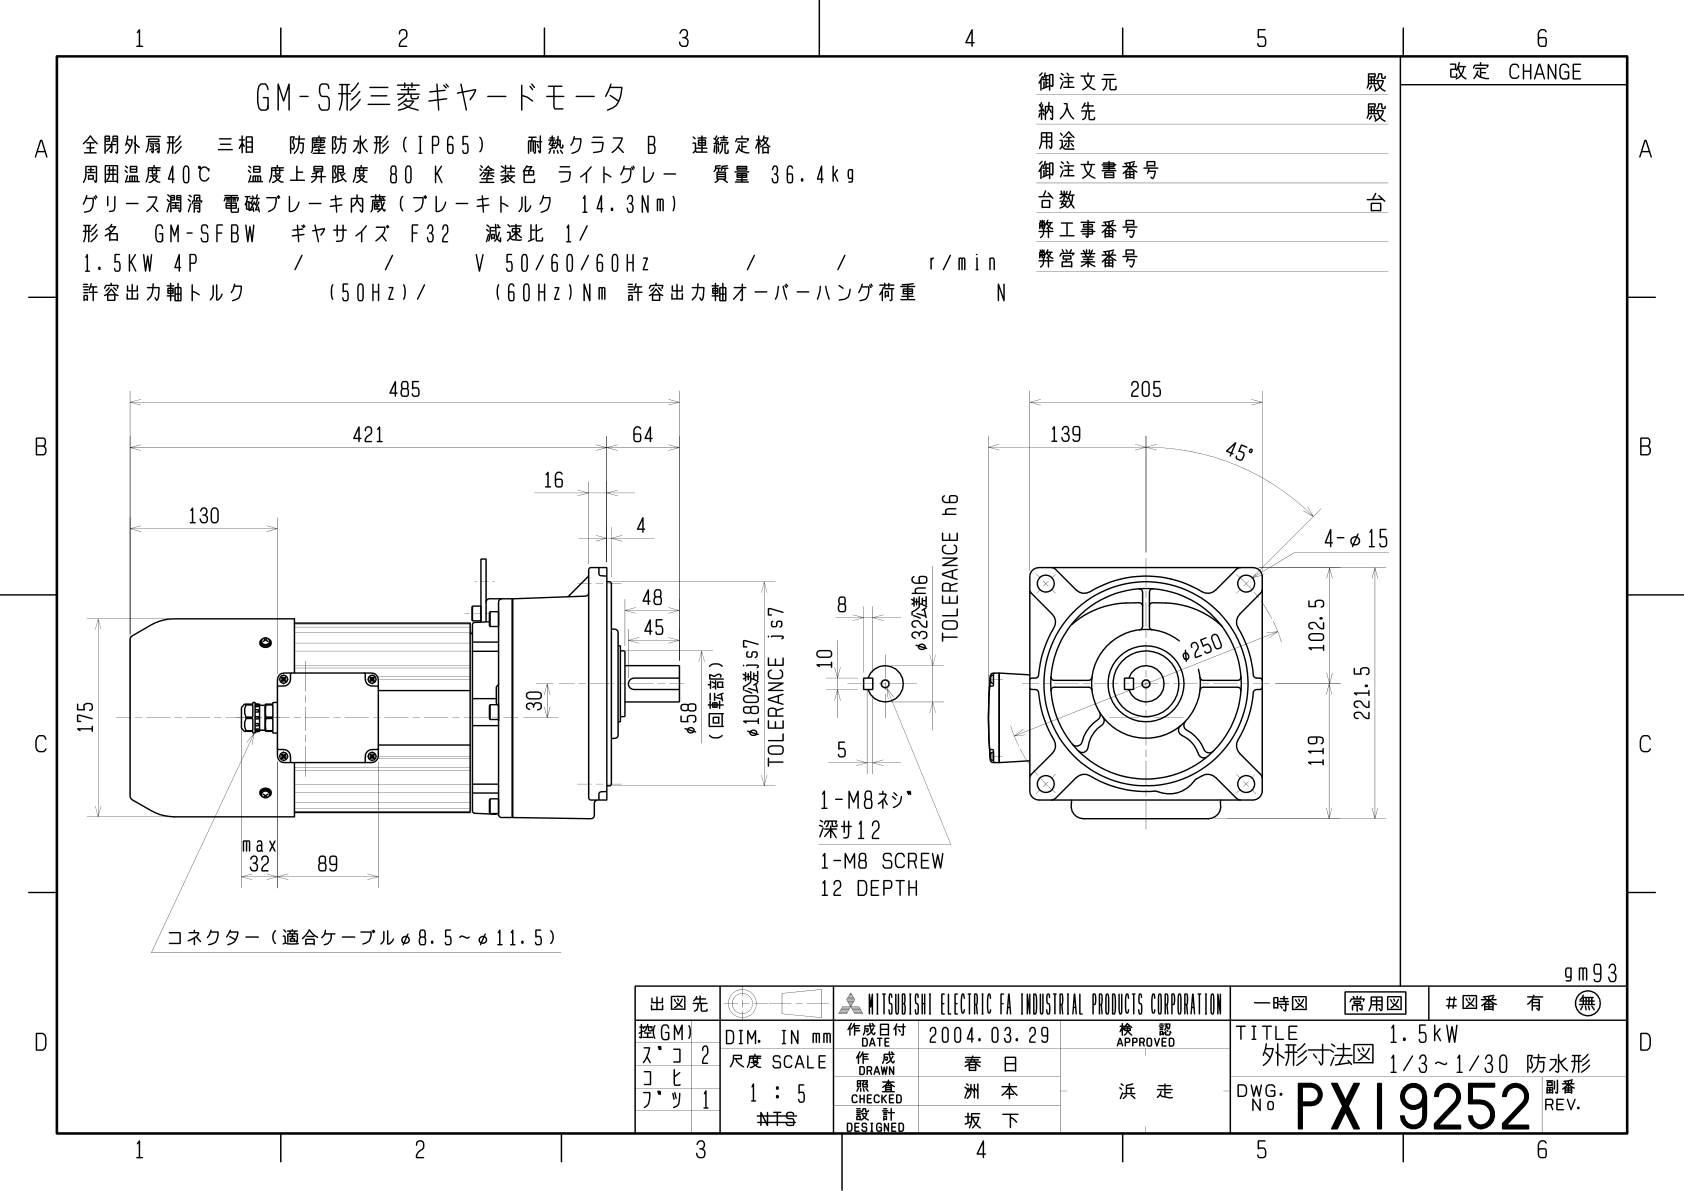 1 2 3 4 5 6
改定 CHANGE
GM-S形三菱ギヤードモータ
全閉外扇形 三相 防塵防水形(IP65) 耐熱クラス B 連続定格
周囲温度40℃ 温度上昇限度 80 K 塗装色 ライトグレー 質量 36.4kg
グリース潤滑 電磁ブレーキ内蔵(ブレーキトルク 14.3Nm)
形名 GM-SFBW ギヤサイズ F32 減速比 1/
1.5KW 4P / / V 50/60/60Hz / / r/min
許容出力軸トルク (50Hz)/ (60Hz)Nm 許容出力軸オーバーハング荷重 N
御注文元 殿
納入先 殿
用途
御注文書番号
台数 台
弊工事番号
弊営業番号
A A
B B
C C
D D
485
421 64
16
130
4
48
45
175
30
φ58
(回転部)
φ180公差js7
TOLERANCE js7
max
32 89
コネクター(適合ケーブルφ8.5~φ11.5)
8
10
5
φ32公差h6
TOLERANCE h6
1-M8ネジ
深サ12
1-M8 SCREW
12 DEPTH
205
139
45°
4-φ15
φ250
102.5
221.5
119
gm93
出図先
控(GM)
ズコ 2
コヒ
ブツ 1
DIM. IN mm
尺度 SCALE
1 : 5
NTS
MITSUBISHI ELECTRIC FA INDUSTRIAL PRODUCTS CORPORATION
作成日付
DATE
2004.03.29
作成
DRAWN
春日
照査
CHECKED
洲本
設計
DESIGNED
坂下
検認
APPROVED
浜走
一時図 常用図 #図番 有 無
TITLE 1.5kW
外形寸法図 1/3~1/30 防水形
DWG.
No
PX19252
副番
REV.
1 2 3 4 5 6